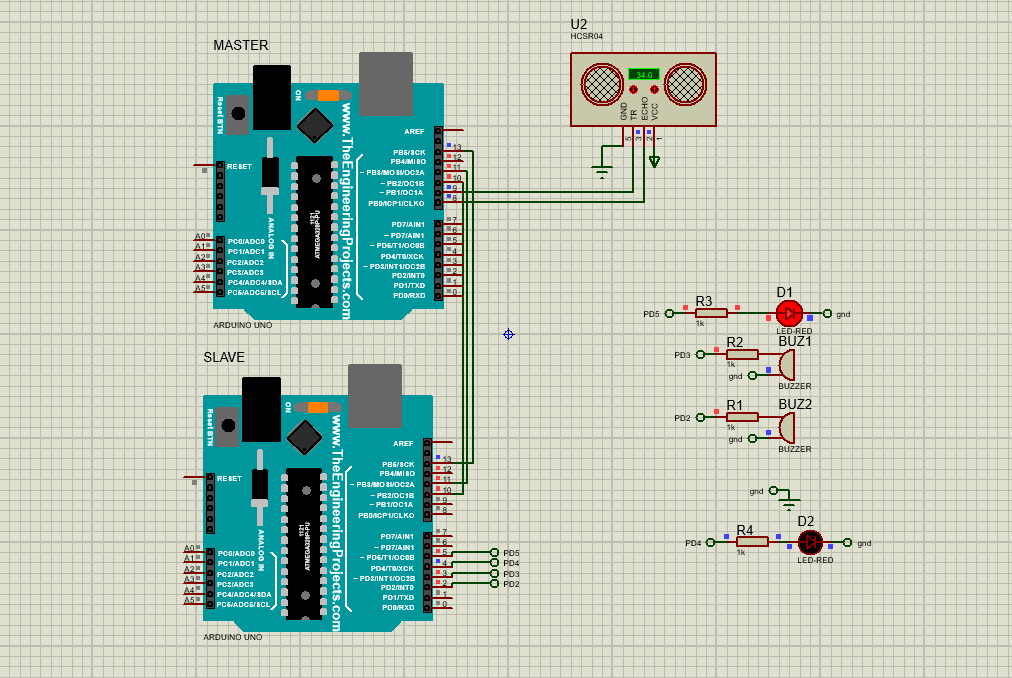 U2
HCSR04
34.0
GND
TR
ECHO
VCC
5
3
2
1
MASTER
Reset BTN
ON
www.TheEngineeringProjects.com
ANALOG IN
1121
ATMEGA328P-PU
RESET
AREF
PB5/SCK 13
PB4/MISO 12
~ PB3/MOSI/OC2A 11
~ PB2/OC1B 10
~ PB1/OC1A 9
PB0/ICP1/CLKO 8
PD7/AIN1 7
~ PD7/AIN1 6
~ PD5/T1/OC0B 5
PD4/T0/XCK 4
~ PD3/INT1/OC2B 3
PD2/INT0 2
PD1/TXD 1
PD0/RXD 0
A0 PC0/ADC0
A1 PC1/ADC1
A2 PC2/ADC2
A3 PC3/ADC3
A4 PC4/ADC4/SDA
A5 PC5/ADC5/SCL
ARDUINO UNO
SLAVE
Reset BTN
ON
www.TheEngineeringProjects.com
ANALOG IN
1121
ATMEGA328P-PU
RESET
AREF
PB5/SCK 13
PB4/MISO 12
~ PB3/MOSI/OC2A 11
~ PB2/OC1B 10
~ PB1/OC1A 9
PB0/ICP1/CLKO 8
PD7/AIN1 7
~ PD7/AIN1 6
~ PD5/T1/OC0B 5 PD5
PD4/T0/XCK 4 PD4
~ PD3/INT1/OC2B 3 PD3
PD2/INT0 2 PD2
PD1/TXD 1
PD0/RXD 0
A0 PC0/ADC0
A1 PC1/ADC1
A2 PC2/ADC2
A3 PC3/ADC3
A4 PC4/ADC4/SDA
A5 PC5/ADC5/SCL
ARDUINO UNO
R3 D1
PD5 gnd
1k LED-RED
R2 BUZ1
PD3
1k
gnd
BUZZER
R1 BUZ2
PD2
1k
gnd
BUZZER
gnd
R4 D2
PD4 gnd
1k LED-RED